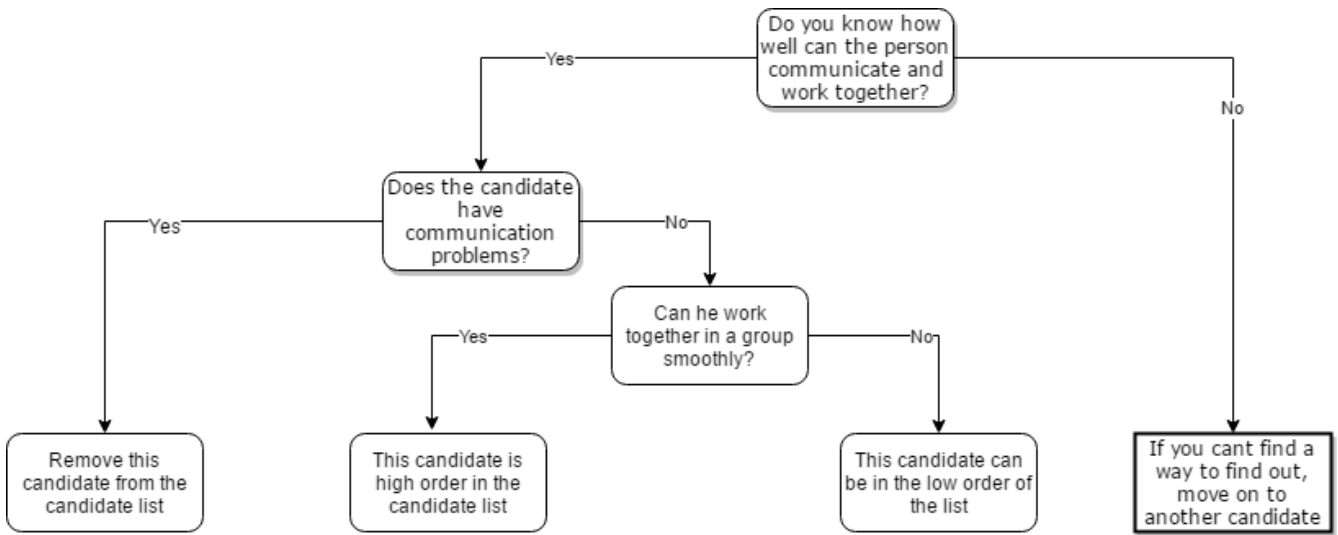 Do you know how
well can the person
communicate and
work together?
Yes
No
Does the candidate
have
communication
problems?
Yes
No
Can he work
together in a group
smoothly?
Yes
No
Remove this
candidate from the
candidate list
This candidate is
high order in the
candidate list
This candidate can
be in the low order of
the list
If you cant find a
way to find out,
move on to
another candidate